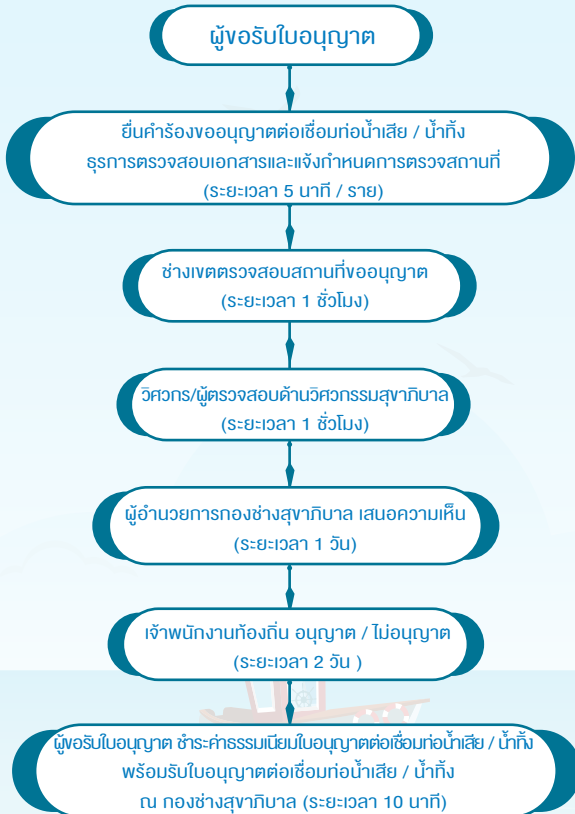 ผู้ขอรับใบอนุญาต
ยื่นคำร้องขออนุญาตต่อเชื่อมท่อน้ำเสีย / น้ำทิ้ง
ธุรการตรวจสอบเอกสารและแจ้งกำหนดการตรวจสถานที่
(ระยะเวลา 5 นาที / ราย)
ช่างเขตตรวจสอบสถานที่ขออนุญาต
(ระยะเวลา 1 ชั่วโมง)
วิศวกร/ผู้ตรวจสอบด้านวิศวกรรมสุขาภิบาล
(ระยะเวลา 1 ชั่วโมง)
ผู้อำนวยการกองช่างสุขาภิบาล เสนอความเห็น
(ระยะเวลา 1 วัน)
เจ้าพนักงานท้องถิ่น อนุญาต / ไม่อนุญาต
(ระยะเวลา 2 วัน )
ผู้ขอรับใบอนุญาต ชำระค่าธรรมเนียมใบอนุญาตต่อเชื่อมท่อน้ำเสีย / น้ำทิ้ง
พร้อมรับใบอนุญาตต่อเชื่อมท่อน้ำเสีย / น้ำทิ้ง
ณ กองช่างสุขาภิบาล (ระยะเวลา 10 นาที)